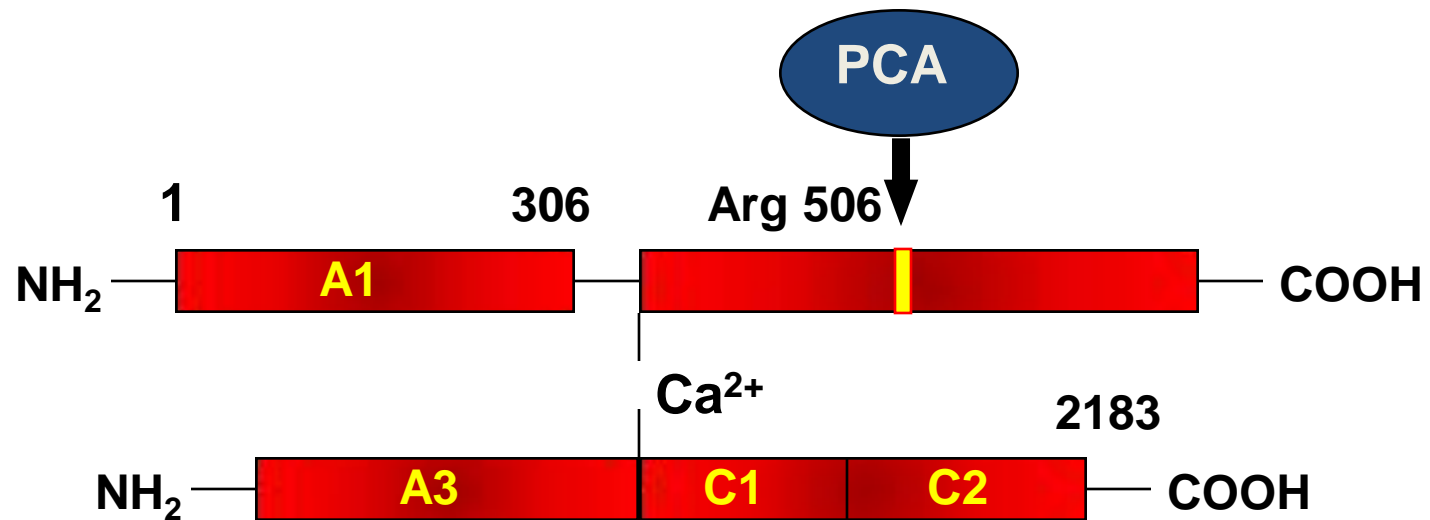 PCA
1 306 Arg 506
NH₂ A1 COOH
Ca²⁺
2183
NH₂ A3 C1 C2 COOH